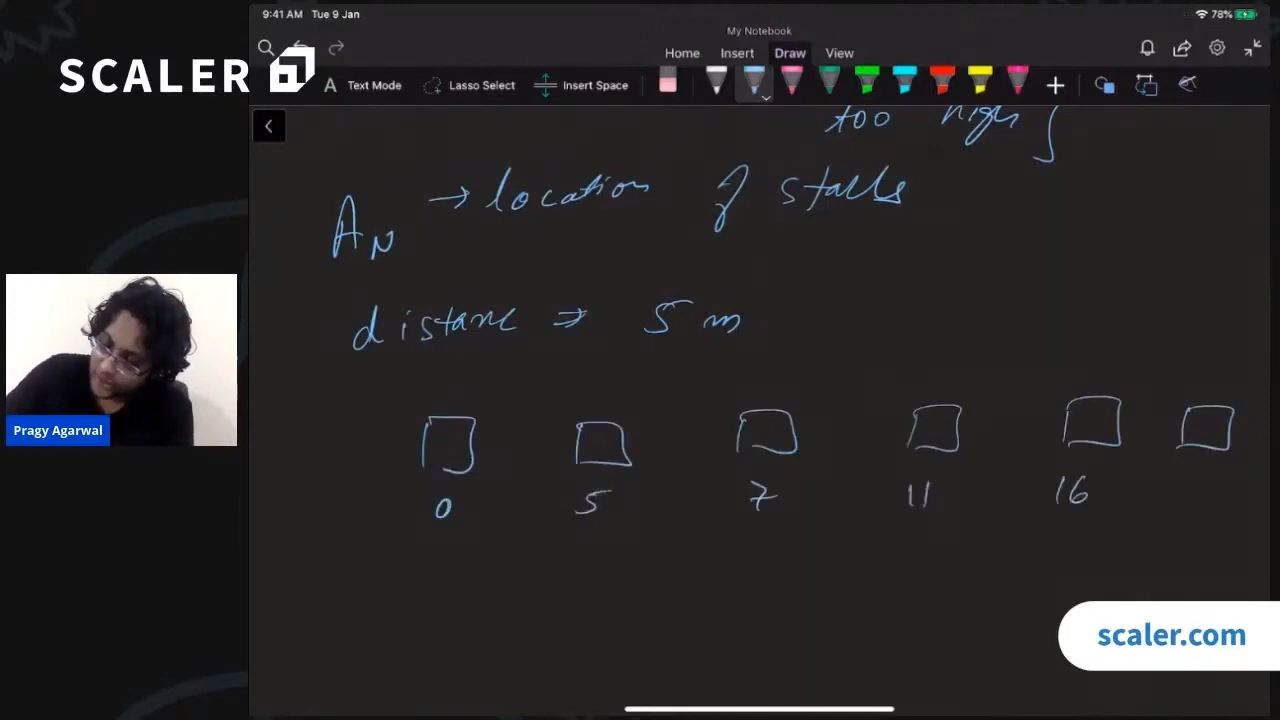 9:41 AM Tue 9 Jan
78%
My Notebook
SCALER
Home Insert Draw View
A Text Mode Lasso Select Insert Space
too high
A_N → location of stalls
distance ⇒ 5 m
0 5 7 11 16
Pragy Agarwal
scaler.com